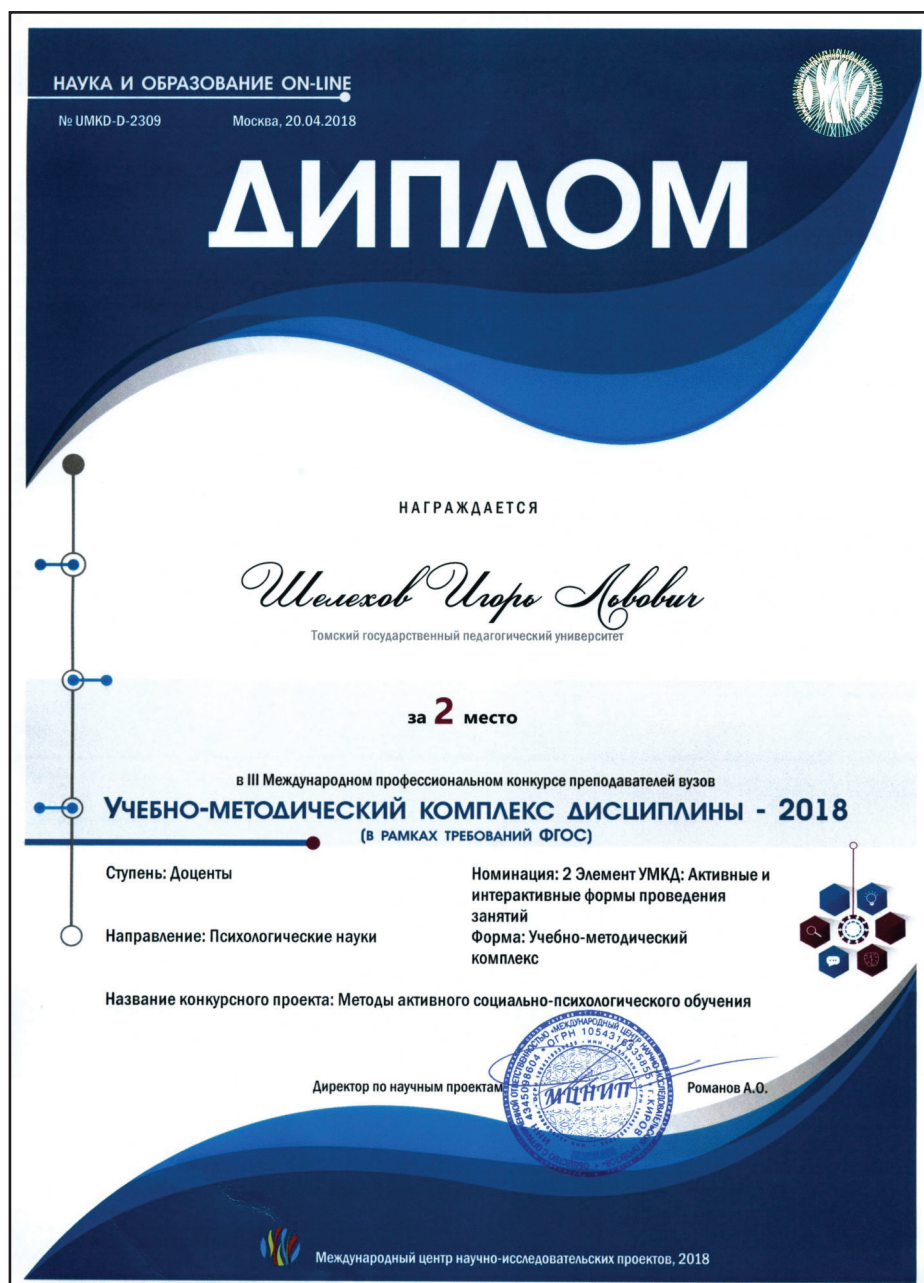 НАУКА И ОБРАЗОВАНИЕ ON-LINE
№ UMKD-D-2309 Москва, 20.04.2018
ДИПЛОМ
НАГРАЖДАЕТСЯ
Шелехов Игорь Львович
Томский государственный педагогический университет
за 2 место
в III Международном профессиональном конкурсе преподавателей вузов
УЧЕБНО-МЕТОДИЧЕСКИЙ КОМПЛЕКС ДИСЦИПЛИНЫ - 2018
(В РАМКАХ ТРЕБОВАНИЙ ФГОС)
Ступень: Доценты
Номинация: 2 Элемент УМКД: Активные и
интерактивные формы проведения
занятий
Направление: Психологические науки
Форма: Учебно-методический
комплекс
Название конкурсного проекта: Методы активного социально-психологического обучения
Директор по научным проектам
МЦНИП
Романов А.О.
Международный центр научно-исследовательских проектов, 2018